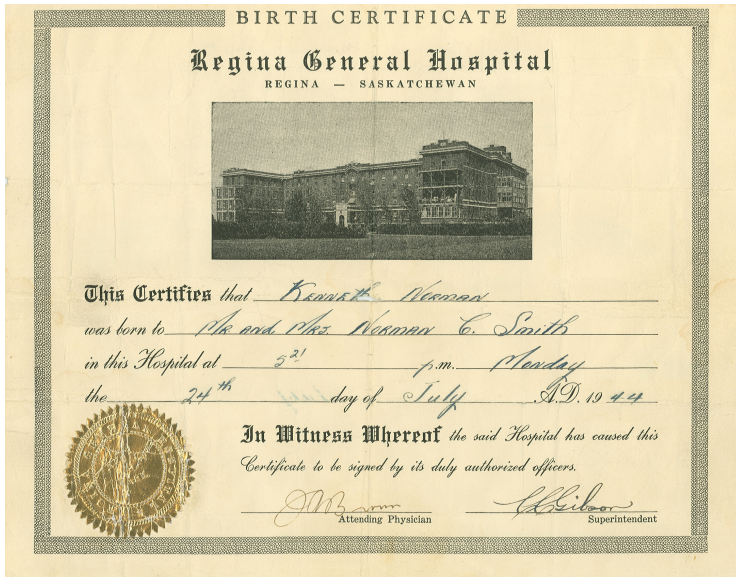 BIRTH CERTIFICATE
Regina General Hospital
REGINA — SASKATCHEWAN
This Certifies that Kenneth Norman
was born to Mr and Mrs. Norman C. Smith
in this Hospital at 5 21 p.m. Monday
the 24th day of July A.D. 1944
In Witness Whereof the said Hospital has caused this
Certificate to be signed by its duly authorized officers.
Gibson
Attending Physician Superintendent